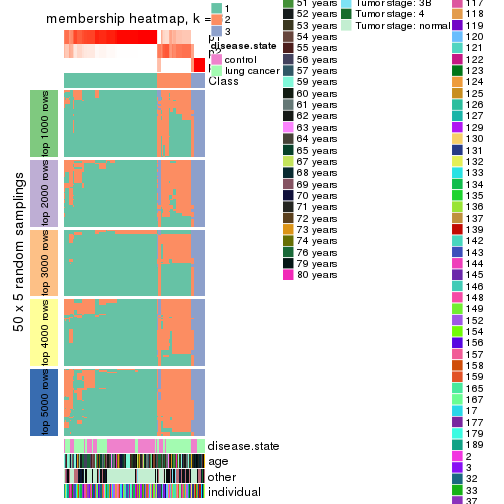 membership heatmap, k =
1
2
3
disease.state
control
lung cancer
Class
50 x 5 random samplings
top 1000 rows
top 2000 rows
top 3000 rows
top 4000 rows
top 5000 rows
disease.state
age
other
individual
51 years
52 years
53 years
54 years
55 years
56 years
57 years
59 years
60 years
61 years
62 years
63 years
64 years
65 years
67 years
68 years
69 years
70 years
71 years
72 years
73 years
74 years
76 years
79 years
80 years
Tumor stage: 3B
Tumor stage: 4
Tumor stage: normal
117
118
119
120
121
122
123
124
125
126
127
129
130
131
132
133
134
135
136
137
139
142
143
144
145
146
148
149
152
154
156
157
158
159
165
167
17
177
179
189
2
3
32
33
37